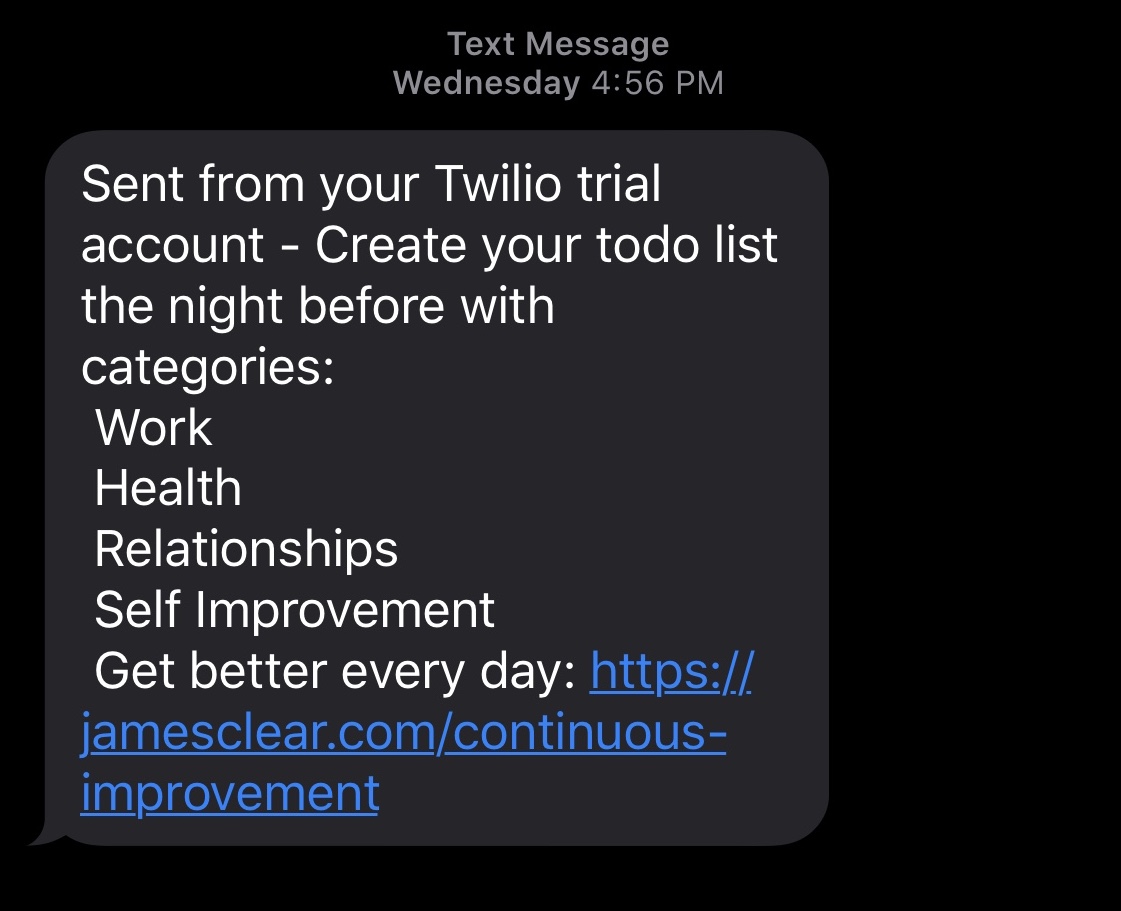 Text Message
Wednesday 4:56 PM
Sent from your Twilio trial
account - Create your todo list
the night before with
categories:
Work
Health
Relationships
Self Improvement
Get better every day: https://
jamesclear.com/continuous-
improvement